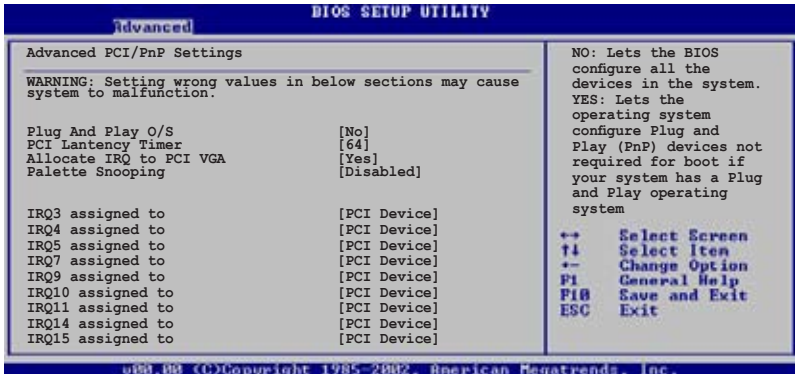 BIOS SETUP UTILITY
Advanced
Advanced PCI/PnP Settings
WARNING: Setting wrong values in below sections may cause
system to malfunction.
Plug And Play O/S [No]
PCI Lantency Timer [64]
Allocate IRQ to PCI VGA [Yes]
Palette Snooping [Disabled]
IRQ3 assigned to [PCI Device]
IRQ4 assigned to [PCI Device]
IRQ5 assigned to [PCI Device]
IRQ7 assigned to [PCI Device]
IRQ9 assigned to [PCI Device]
IRQ10 assigned to [PCI Device]
IRQ11 assigned to [PCI Device]
IRQ14 assigned to [PCI Device]
IRQ15 assigned to [PCI Device]
NO: Lets the BIOS
configure all the
devices in the system.
YES: Lets the
operating system
configure Plug and
Play (PnP) devices not
required for boot if
your system has a Plug
and Play operating
system
←→ Select Screen
↑↓ Select Item
+- Change Option
F1 General Help
F10 Save and Exit
ESC Exit
v00.00 (C)Copyright 1985-2002, American Megatrends, Inc.